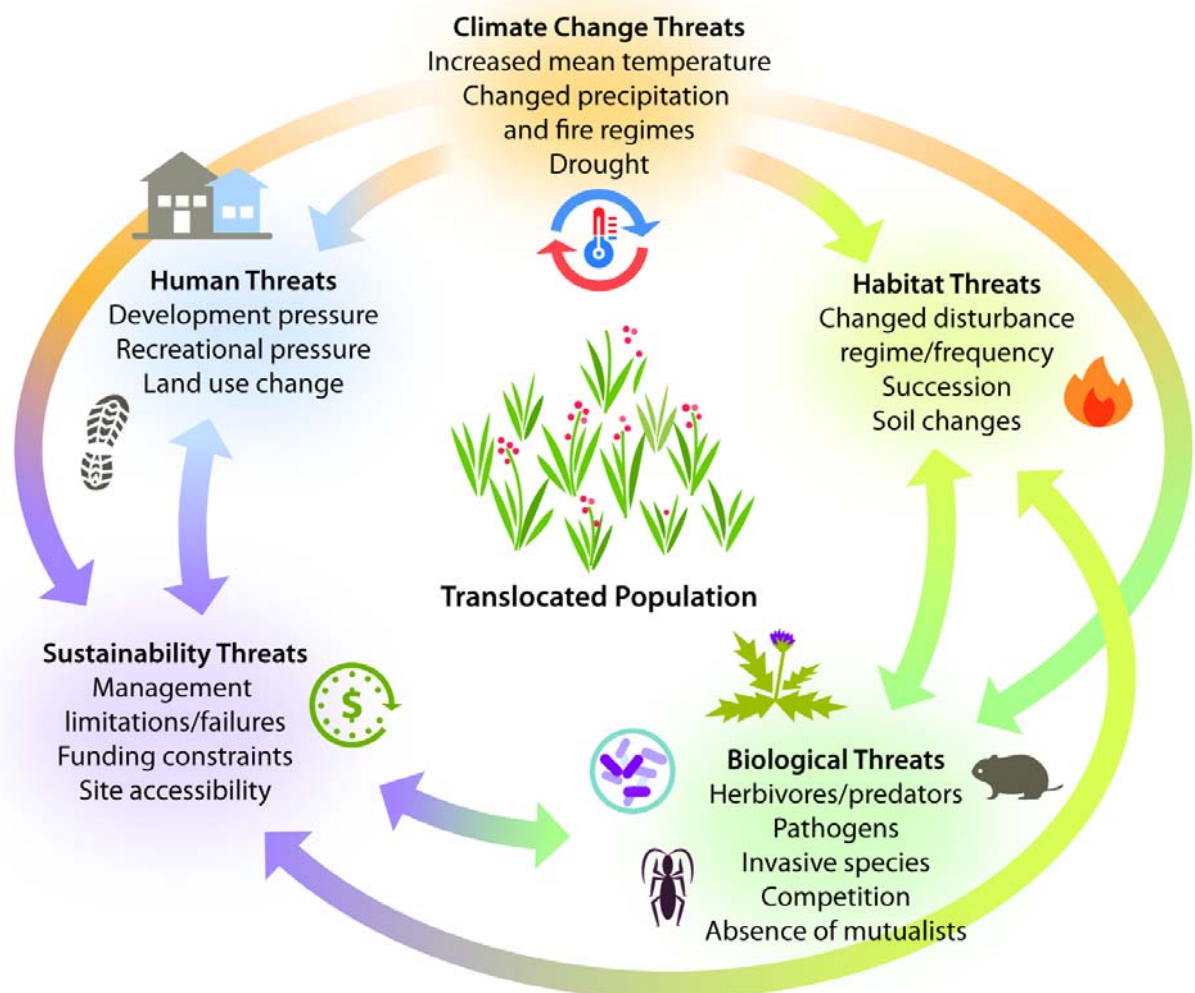 Climate Change Threats
Increased mean temperature
Changed precipitation
and fire regimes
Drought
Human Threats
Development pressure
Recreational pressure
Land use change
Habitat Threats
Changed disturbance
regime/frequency
Succession
Soil changes
Translocated Population
Sustainability Threats
Management
limitations/failures
Funding constraints
Site accessibility
$
Biological Threats
Herbivores/predators
Pathogens
Invasive species
Competition
Absence of mutualists